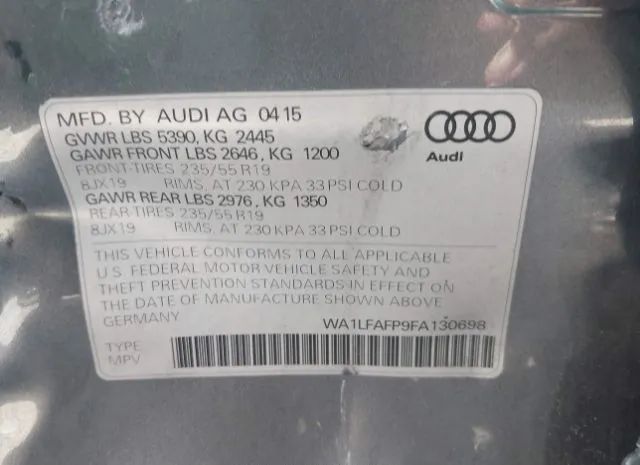 MFD. BY AUDI AG 04 15
GVWR LBS 5390, KG 2445
GAWR FRONT LBS 2646, KG 1200
FRONT-TIRES 235/55 R19
8JX19 RIMS, AT 230 KPA 33 PSI COLD
GAWR REAR LBS 2976, KG 1350
REAR-TIRES 235/55 R19
8JX19 RIMS, AT 230 KPA 33 PSI COLD
Audi
THIS VEHICLE CONFORMS TO ALL APPLICABLE
U.S. FEDERAL MOTOR VEHICLE SAFETY AND
THEFT PREVENTION STANDARDS IN EFFECT ON
THE DATE OF MANUFACTURE SHOWN ABOVE.
GERMANY
WA1LFAFP9FA130698
TYPE
MPV